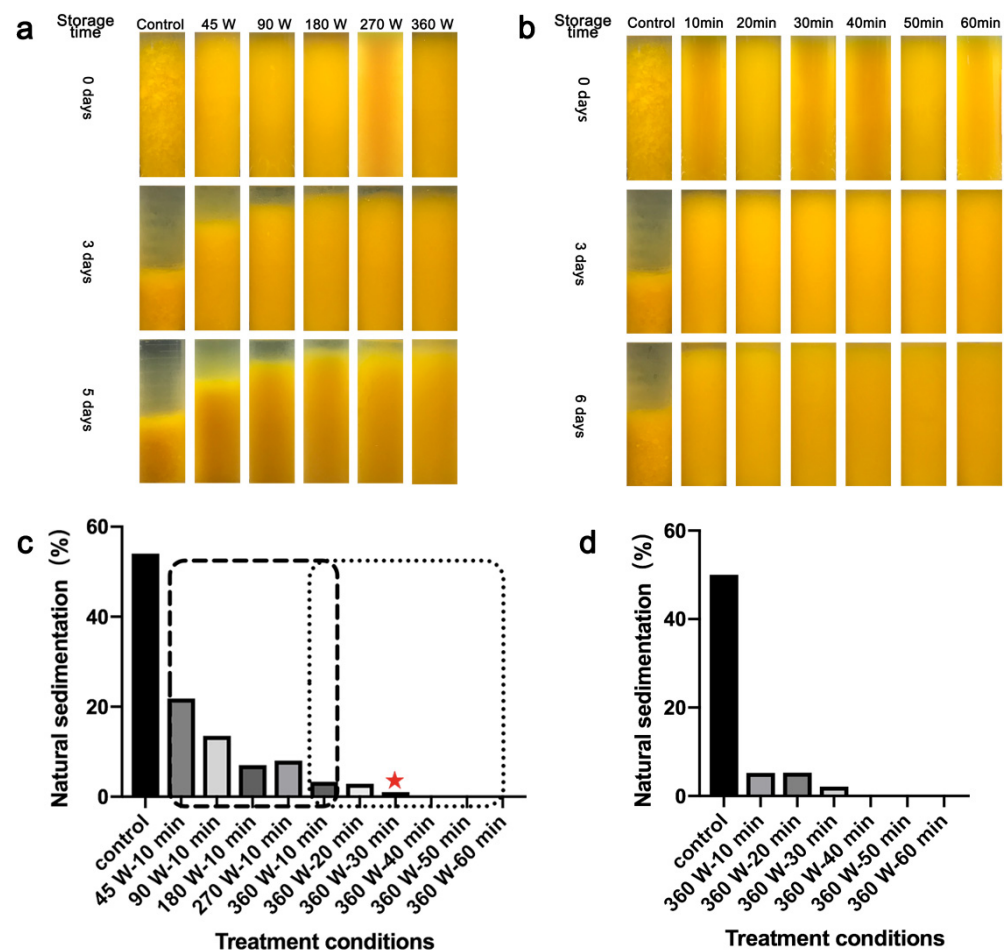 a
Storage time
Control 45 W 90 W 180 W 270 W 360 W
0 days
3 days
5 days
b
Storage time
Control 10min 20min 30min 40min 50min 60min
0 days
3 days
6 days
c
Natural sedimentation (%)
60
40
20
0
control
45 W-10 min
90 W-10 min
180 W-10 min
270 W-10 min
360 W-10 min
360 W-20 min
360 W-30 min
360 W-40 min
360 W-50 min
360 W-60 min
Treatment conditions
d
Natural sedimentation (%)
60
40
20
0
control
360 W-10 min
360 W-20 min
360 W-30 min
360 W-40 min
360 W-50 min
360 W-60 min
Treatment conditions